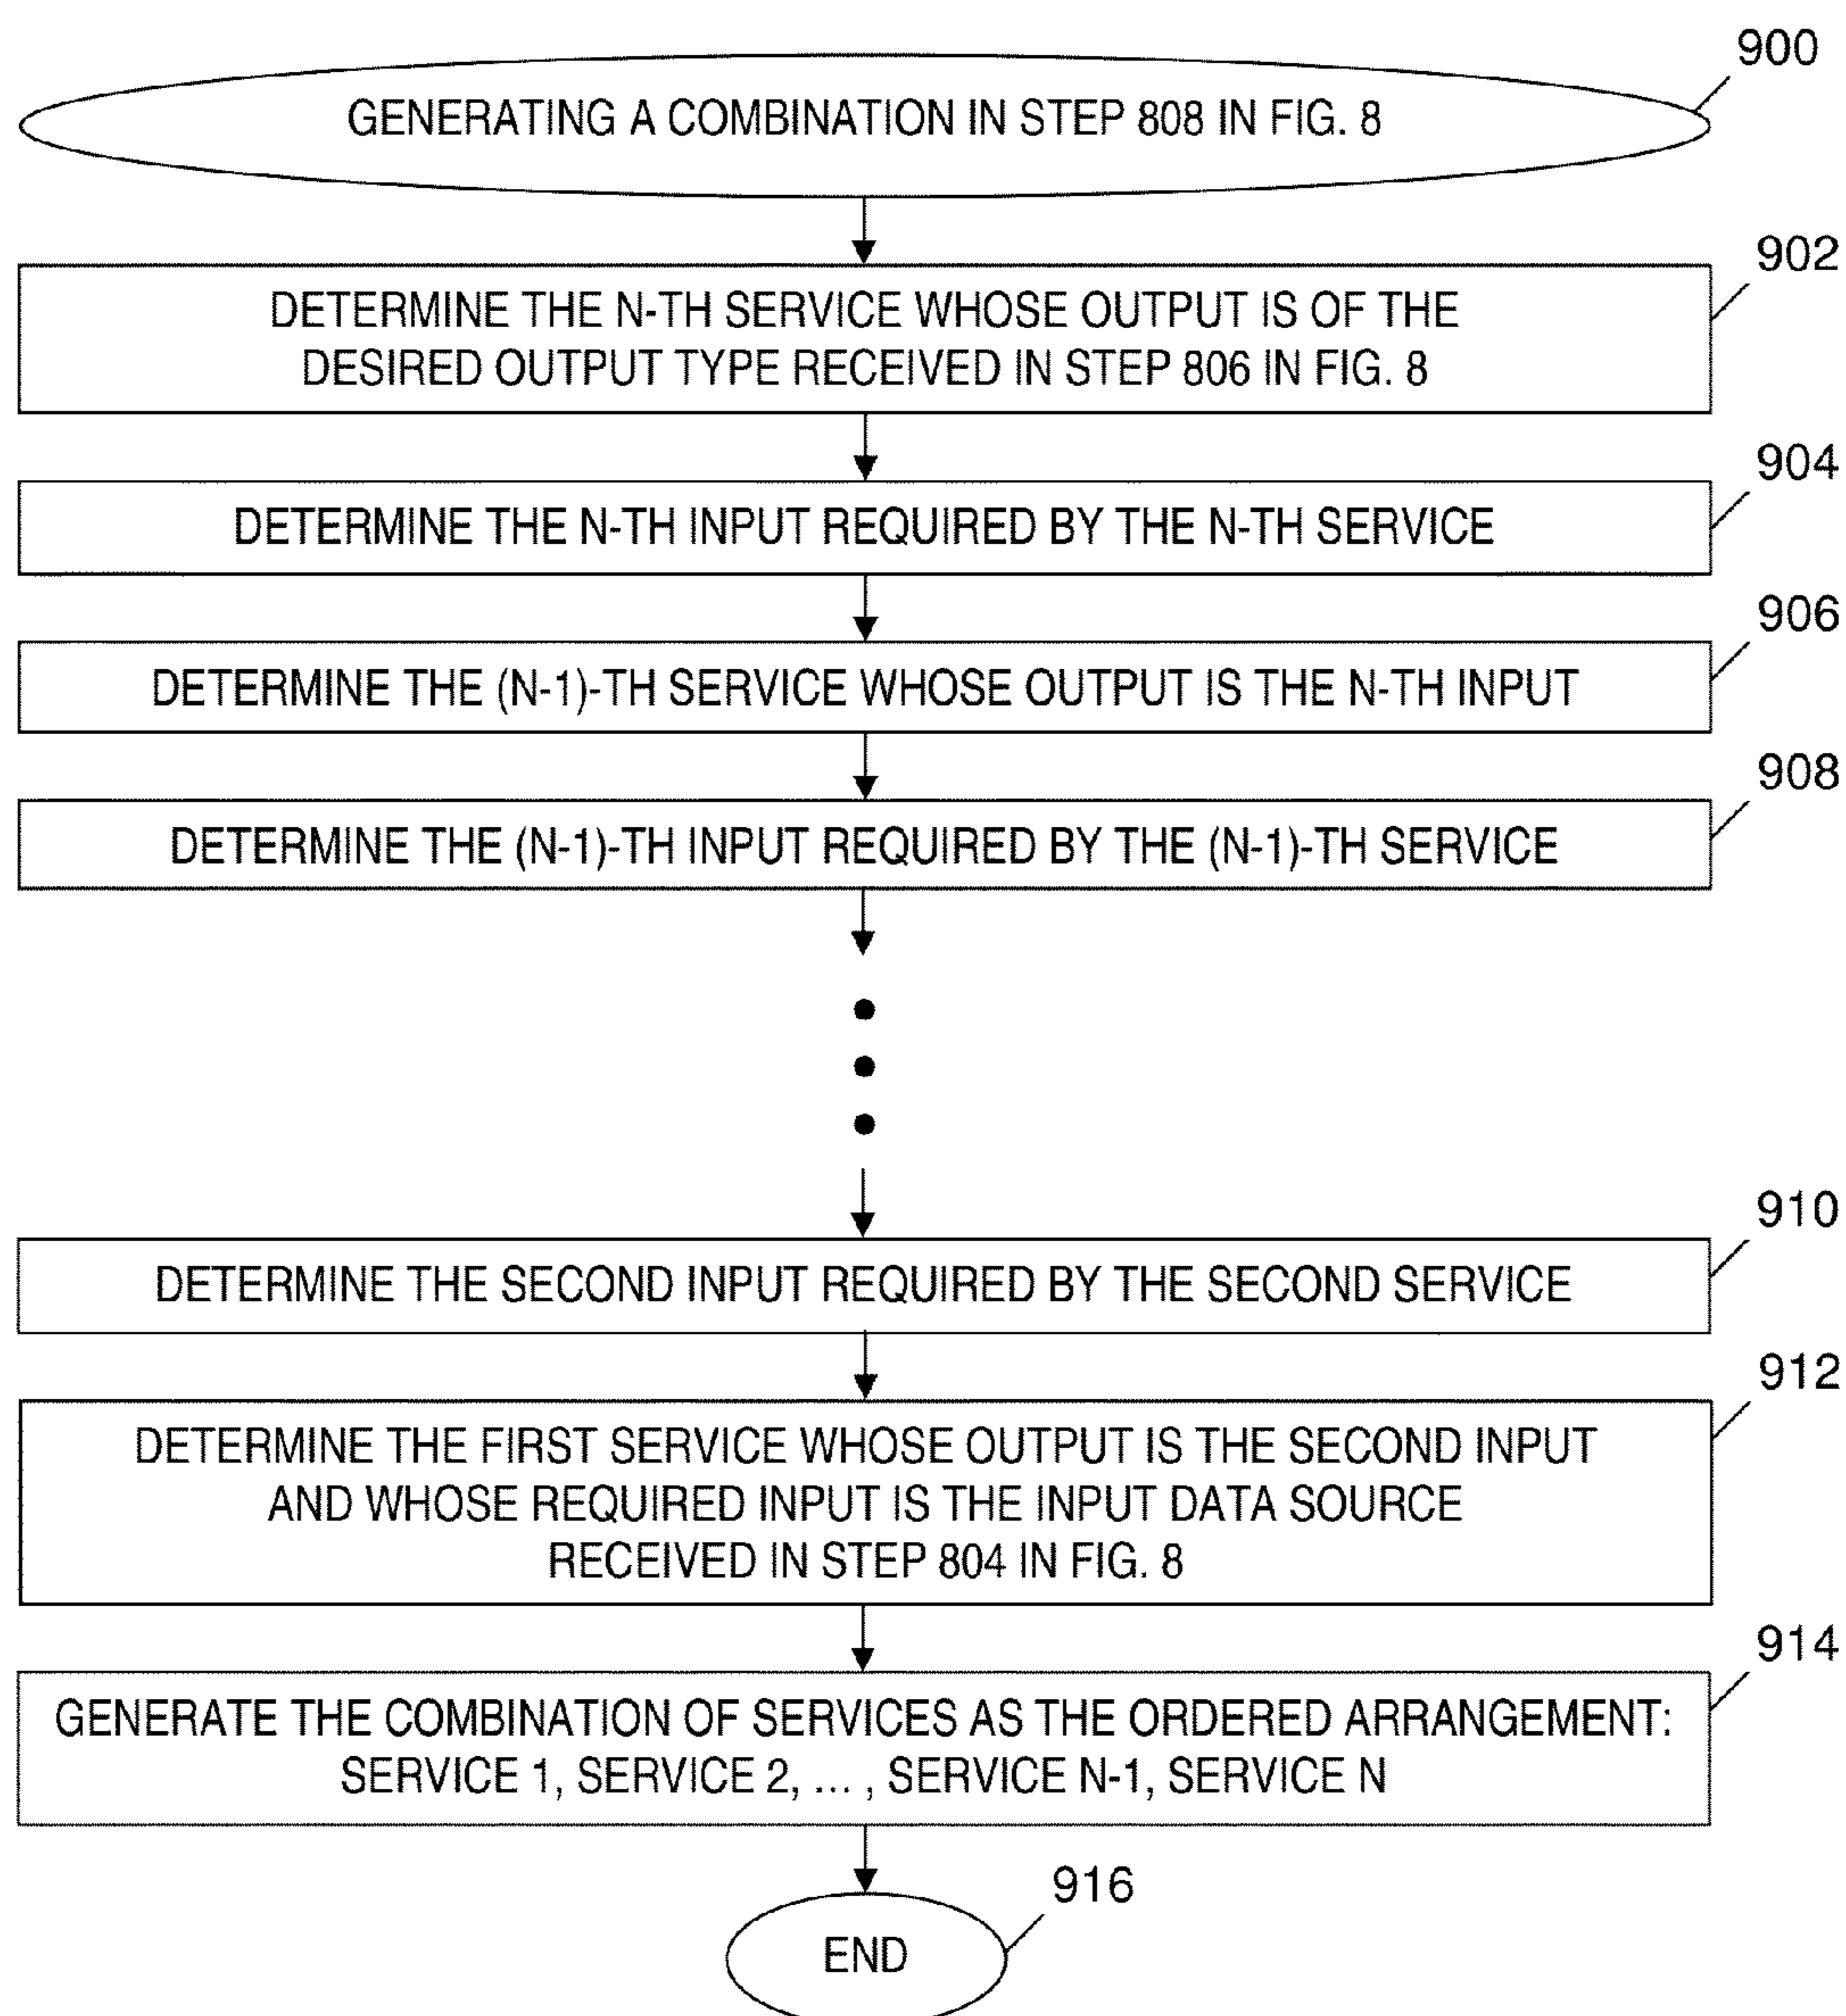 900
GENERATING A COMBINATION IN STEP 808 IN FIG. 8
902
DETERMINE THE N-TH SERVICE WHOSE OUTPUT IS OF THE
DESIRED OUTPUT TYPE RECEIVED IN STEP 806 IN FIG. 8
904
DETERMINE THE N-TH INPUT REQUIRED BY THE N-TH SERVICE
906
DETERMINE THE (N-1)-TH SERVICE WHOSE OUTPUT IS THE N-TH INPUT
908
DETERMINE THE (N-1)-TH INPUT REQUIRED BY THE (N-1)-TH SERVICE
910
DETERMINE THE SECOND INPUT REQUIRED BY THE SECOND SERVICE
912
DETERMINE THE FIRST SERVICE WHOSE OUTPUT IS THE SECOND INPUT
AND WHOSE REQUIRED INPUT IS THE INPUT DATA SOURCE
RECEIVED IN STEP 804 IN FIG. 8
914
GENERATE THE COMBINATION OF SERVICES AS THE ORDERED ARRANGEMENT:
SERVICE 1, SERVICE 2, ... , SERVICE N-1, SERVICE N
916
END